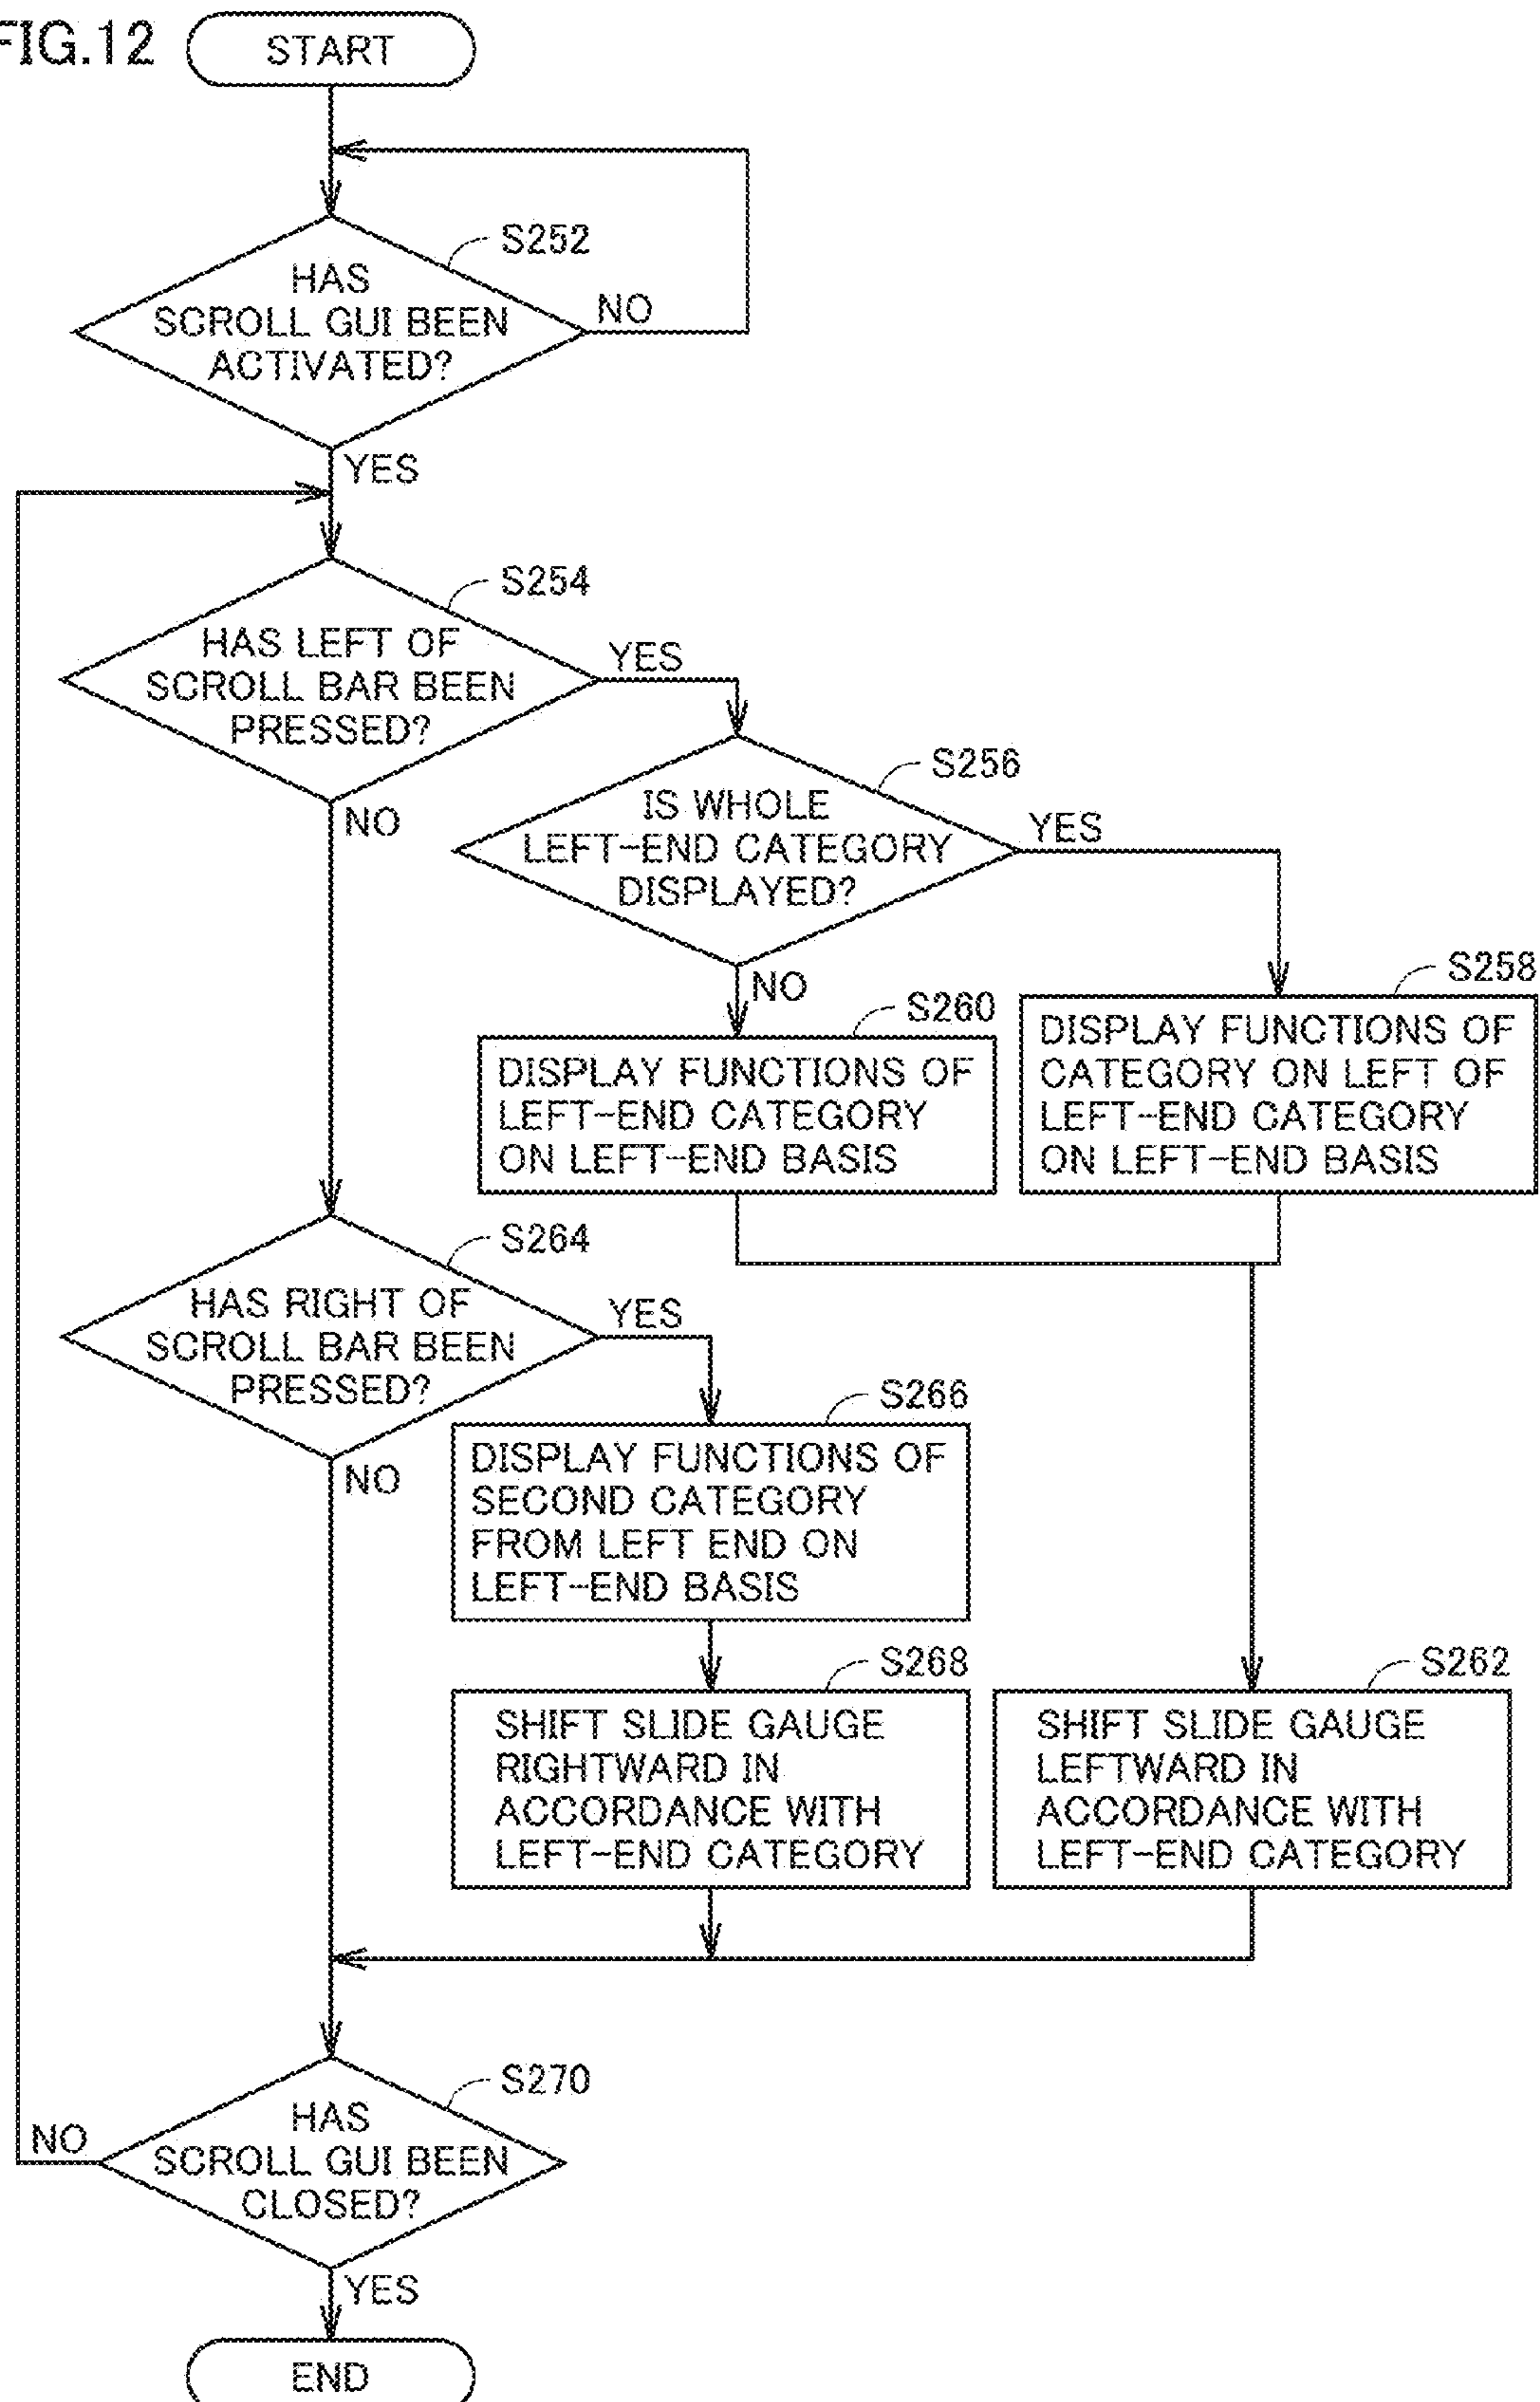 FIG.12
START
S252
HAS
SCROLL GUI BEEN
ACTIVATED?
NO
YES
S254
HAS LEFT OF
SCROLL BAR BEEN
PRESSED?
YES
NO
S256
IS WHOLE
LEFT-END CATEGORY
DISPLAYED?
YES
NO
S260
DISPLAY FUNCTIONS OF
LEFT-END CATEGORY
ON LEFT-END BASIS
S258
DISPLAY FUNCTIONS OF
CATEGORY ON LEFT OF
LEFT-END CATEGORY
ON LEFT-END BASIS
S264
HAS RIGHT OF
SCROLL BAR BEEN
PRESSED?
YES
NO
S266
DISPLAY FUNCTIONS OF
SECOND CATEGORY
FROM LEFT END ON
LEFT-END BASIS
S268
SHIFT SLIDE GAUGE
RIGHTWARD IN
ACCORDANCE WITH
LEFT-END CATEGORY
S262
SHIFT SLIDE GAUGE
LEFTWARD IN
ACCORDANCE WITH
LEFT-END CATEGORY
S270
HAS
SCROLL GUI BEEN
CLOSED?
NO
YES
END